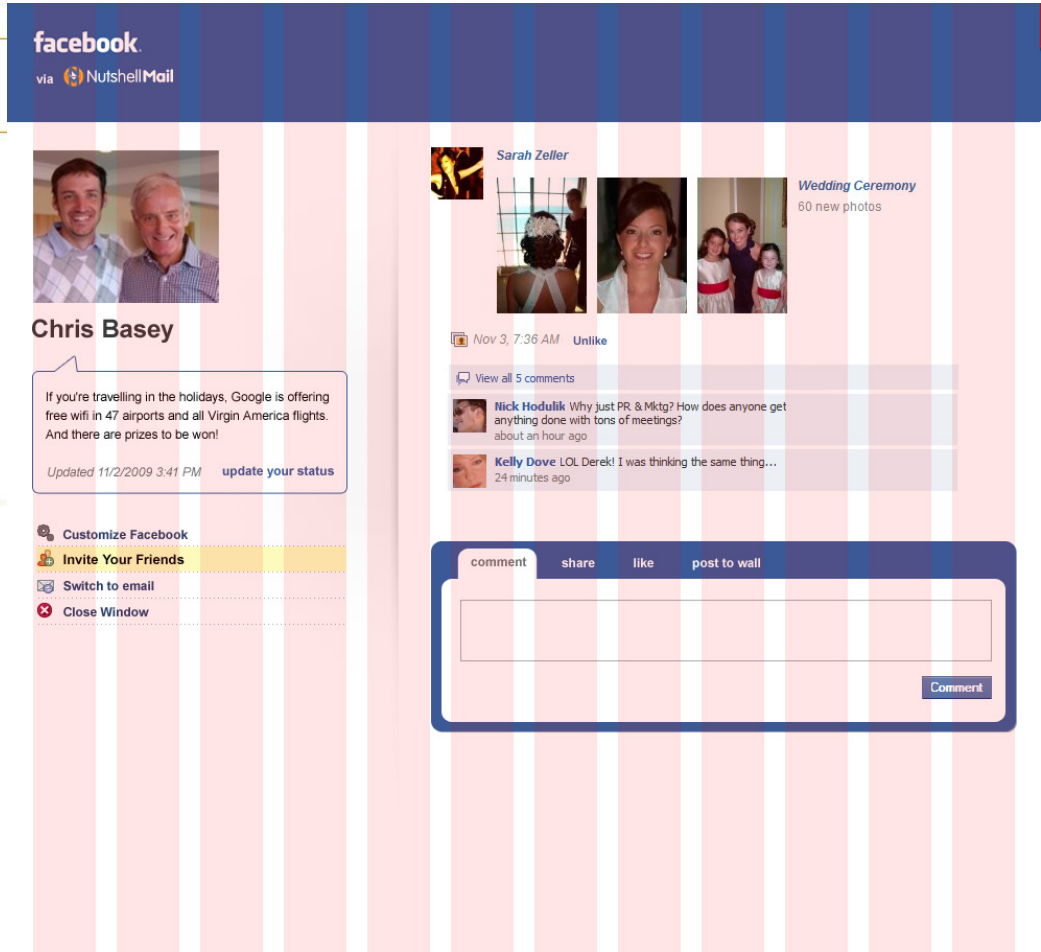 facebook.
via NutshellMail
Chris Basey
If you're travelling in the holidays, Google is offering
free wifi in 47 airports and all Virgin America flights.
And there are prizes to be won!
Updated 11/2/2009 3:41 PM update your status
Customize Facebook
Invite Your Friends
Switch to email
Close Window
Sarah Zeller
Wedding Ceremony
60 new photos
Nov 3, 7:36 AM Unlike
View all 5 comments
Nick Hodulik Why just PR & Mktg? How does anyone get
anything done with tons of meetings?
about an hour ago
Kelly Dove LOL Derek! I was thinking the same thing...
24 minutes ago
comment share like post to wall
Comment